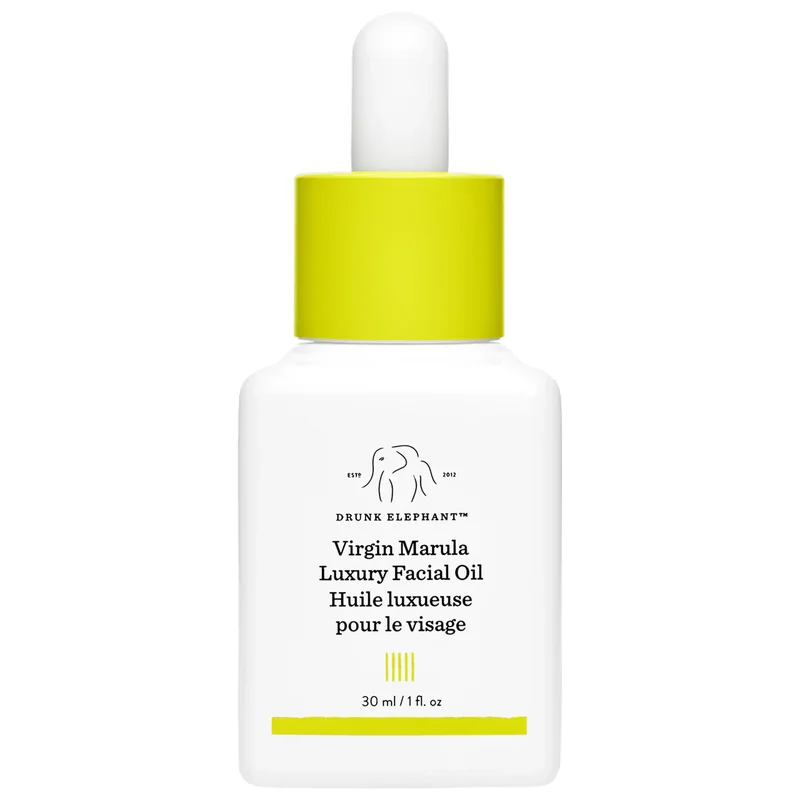 ESTD 2012
DRUNK ELEPHANT™
Virgin Marula
Luxury Facial Oil
Huile luxueuse
pour le visage
30 ml / 1 fl. oz